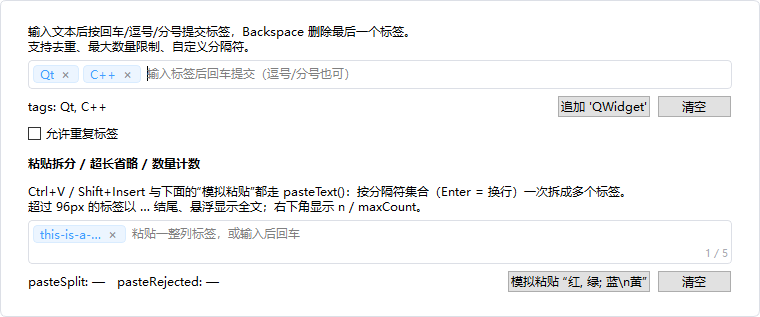 输入文本后按回车/逗号/分号提交标签，Backspace 删除最后一个标签。
支持去重、最大数量限制、自定义分隔符。
Qt × C++ × 输入标签后回车提交（逗号/分号也可）
tags: Qt, C++ 追加 'QWidget' 清空
允许重复标签
粘贴拆分 / 超长省略 / 数量计数
Ctrl+V / Shift+Insert 与下面的“模拟粘贴”都走 pasteText()：按分隔符集合（Enter = 换行）一次拆成多个标签。
超过 96px 的标签以 … 结尾、悬浮显示全文；右下角显示 n / maxCount。
this-is-a-… × 粘贴一整列标签，或输入后回车
1 / 5
pasteSplit: — pasteRejected: — 模拟粘贴 “红, 绿; 蓝\n黄” 清空